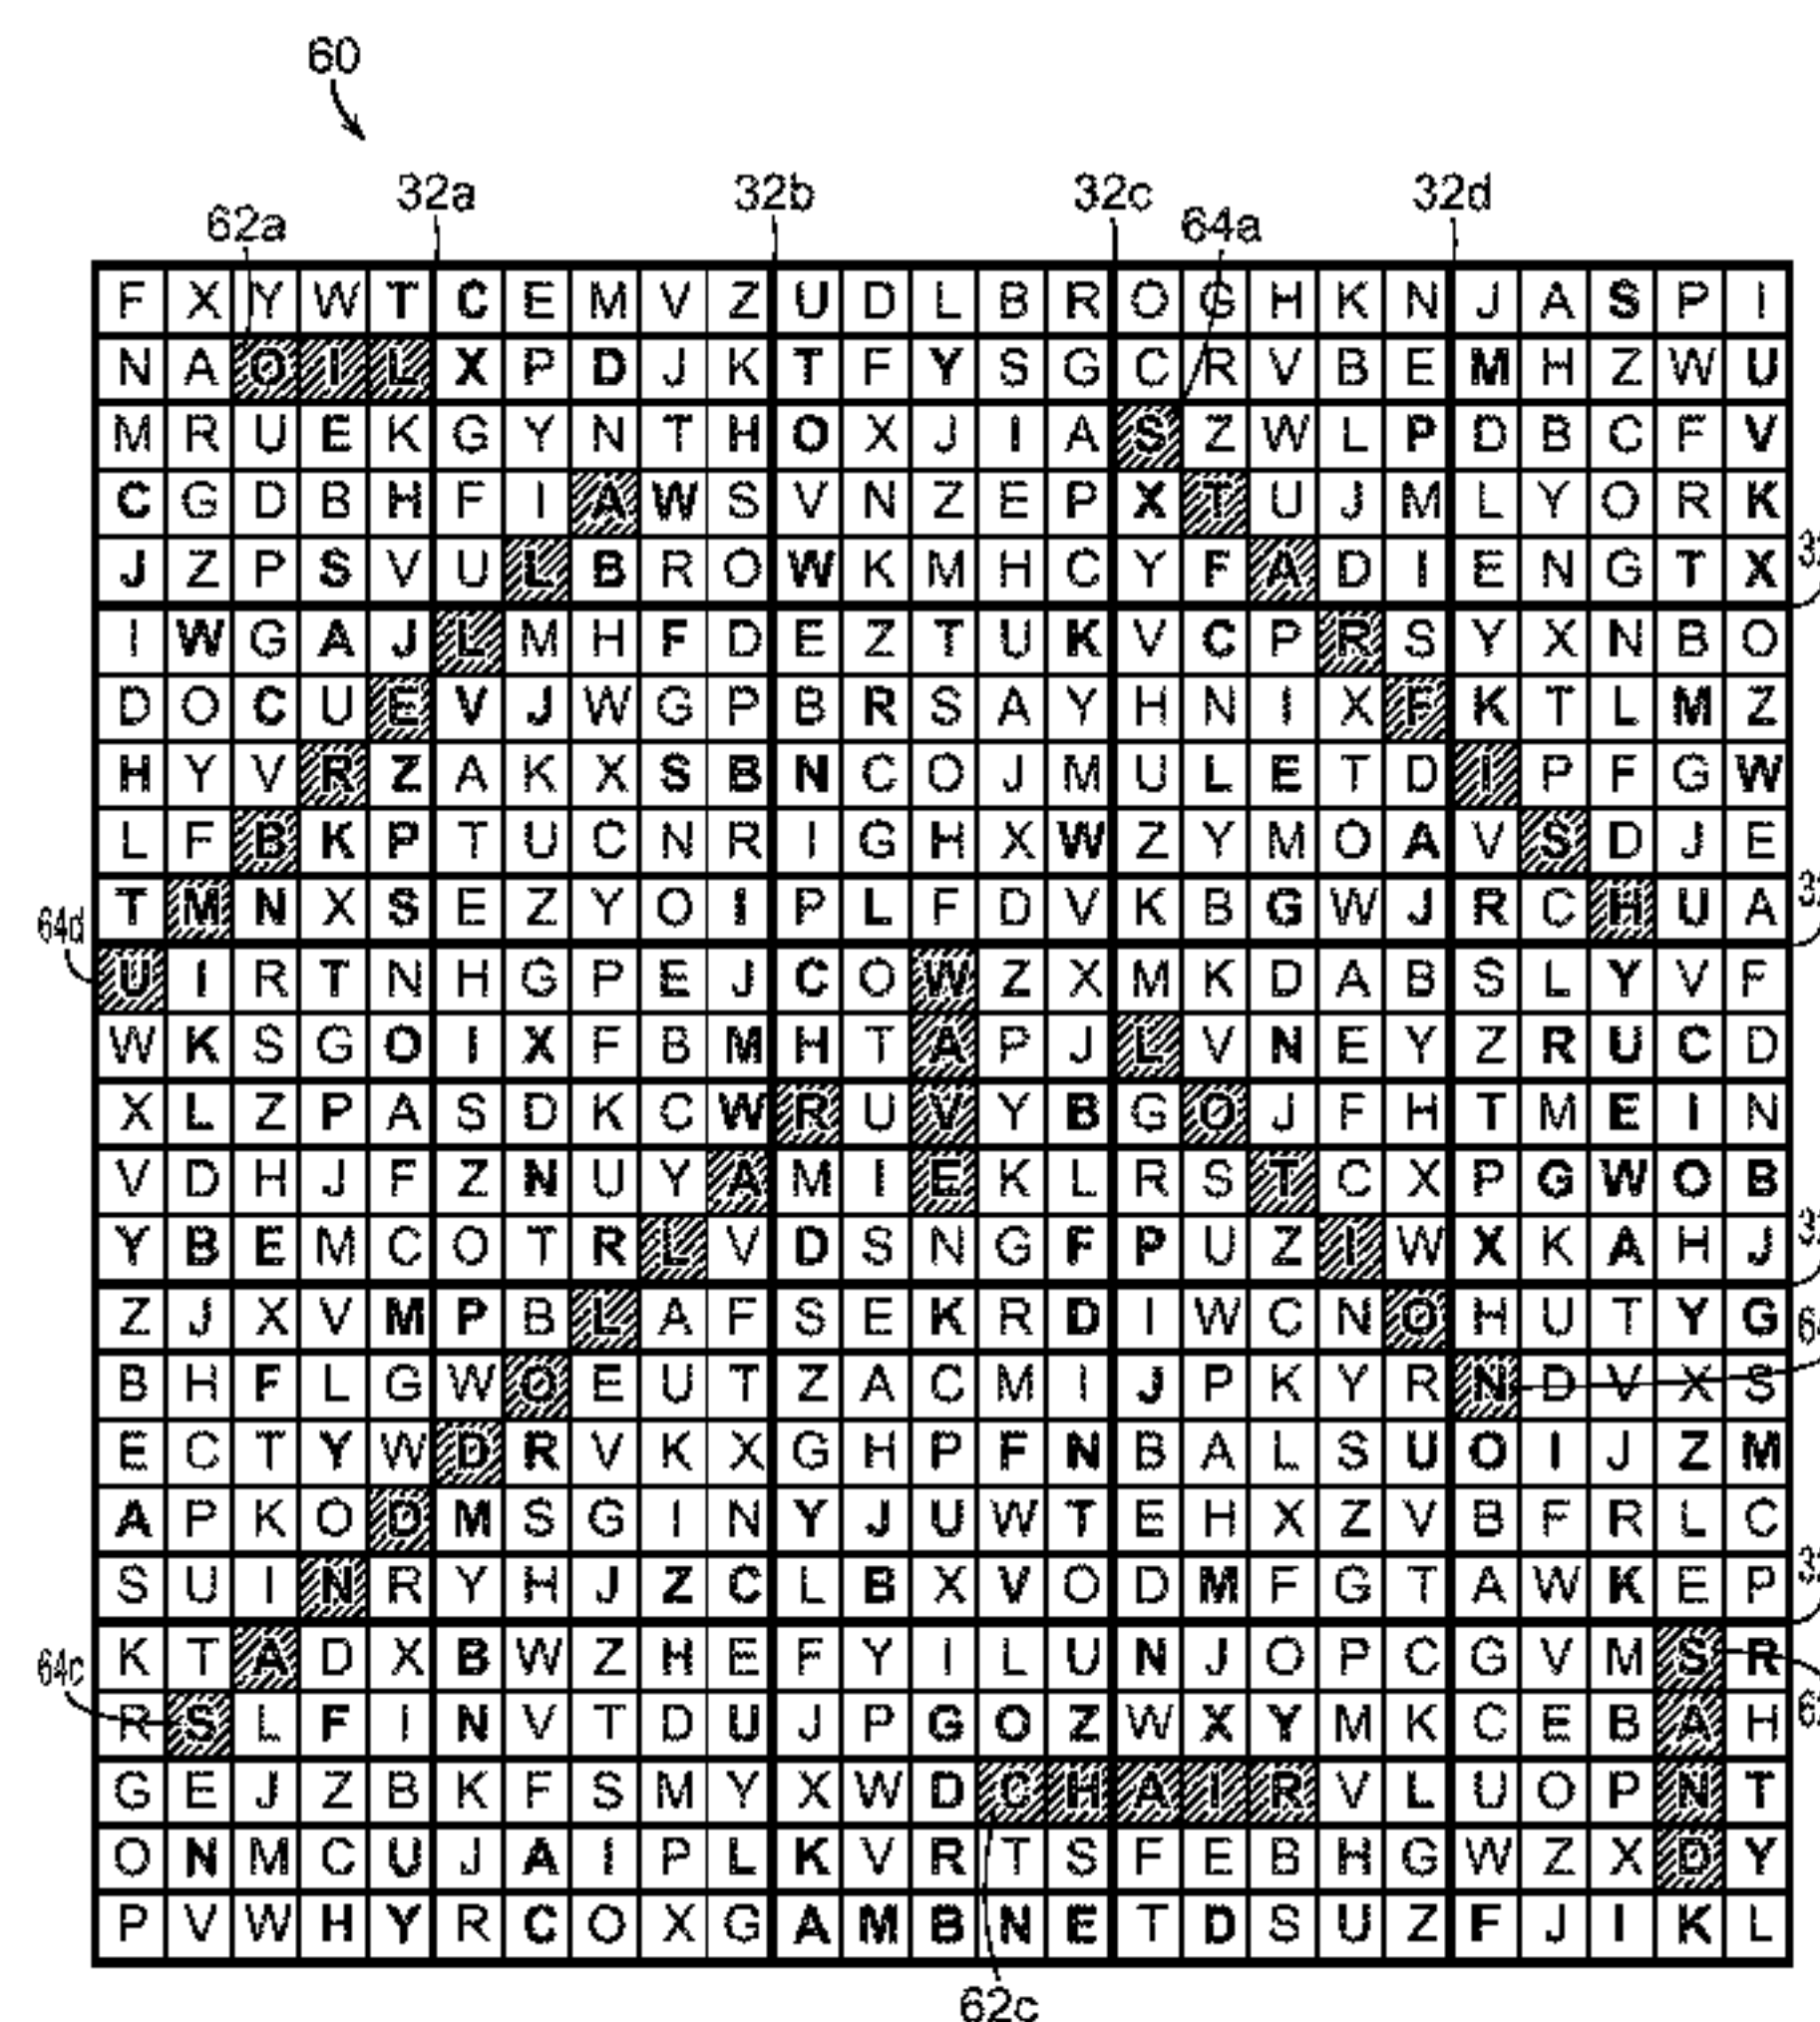 60
32a 32b 32c 32d
62a 64a
F X Y W T C E M V Z U D L B R O G H K N J A S P I
N A O I L X P D J K T F Y S G C R V B E M H Z W U
M R U E K G Y N T H O X J I A S Z W L P D B C F V
C G D B H F I A W S V N Z E P X T U J M L Y O R K
J Z P S V U L B R O W K M H C Y F A D I E N G T X
I W G A J L M H F D E Z T U K V C P R S Y X N B O
D O C U E V J W G P B R S A Y H N I X F K T L M Z
H Y V R Z A K X S B N C O J M U L E T D I P F G W
L F B K P T U C N R I G H X W Z Y M O A V S D J E
T M N X S E Z Y O I P L F D V K B G W J R C H U A
64d
U I R T N H G P E J C O W Z X M K D A B S L Y V F
W K S G O I X F B M H T A P J L V N E Y Z R U C D
X L Z P A S D K C W R U V Y B G O J F H T M E I N
V D H J F Z N U Y A M I E K L R S T C X P G W O B
Y B E M C O T R L V D S N G F P U Z I W X K A H J
Z J X V M P B L A F S E K R D I W C N O H U T Y G
B H F L G W O E U T Z A C M I J P K Y R N D V X S
E C T Y W D R V K X G H P F N B A L S U O I J Z M
A P K O D M S G I N Y J U W T E H X Z V B F R L C
S U I N R Y H J Z C L B X V O D M F G T A W K E P
K T A D X B W Z H E F Y I L U N J O P C G V M S R
64c
R S L F I N V T D U J P G O Z W X Y M K C E B A H
G E J Z B K F S M Y X W D C H A I R V L U O P N T
O N M C U J A I P L K V R T S F E B H G W Z X D Y
P V W H Y R C O X G A M B N E T D S U Z F J I K L
62c